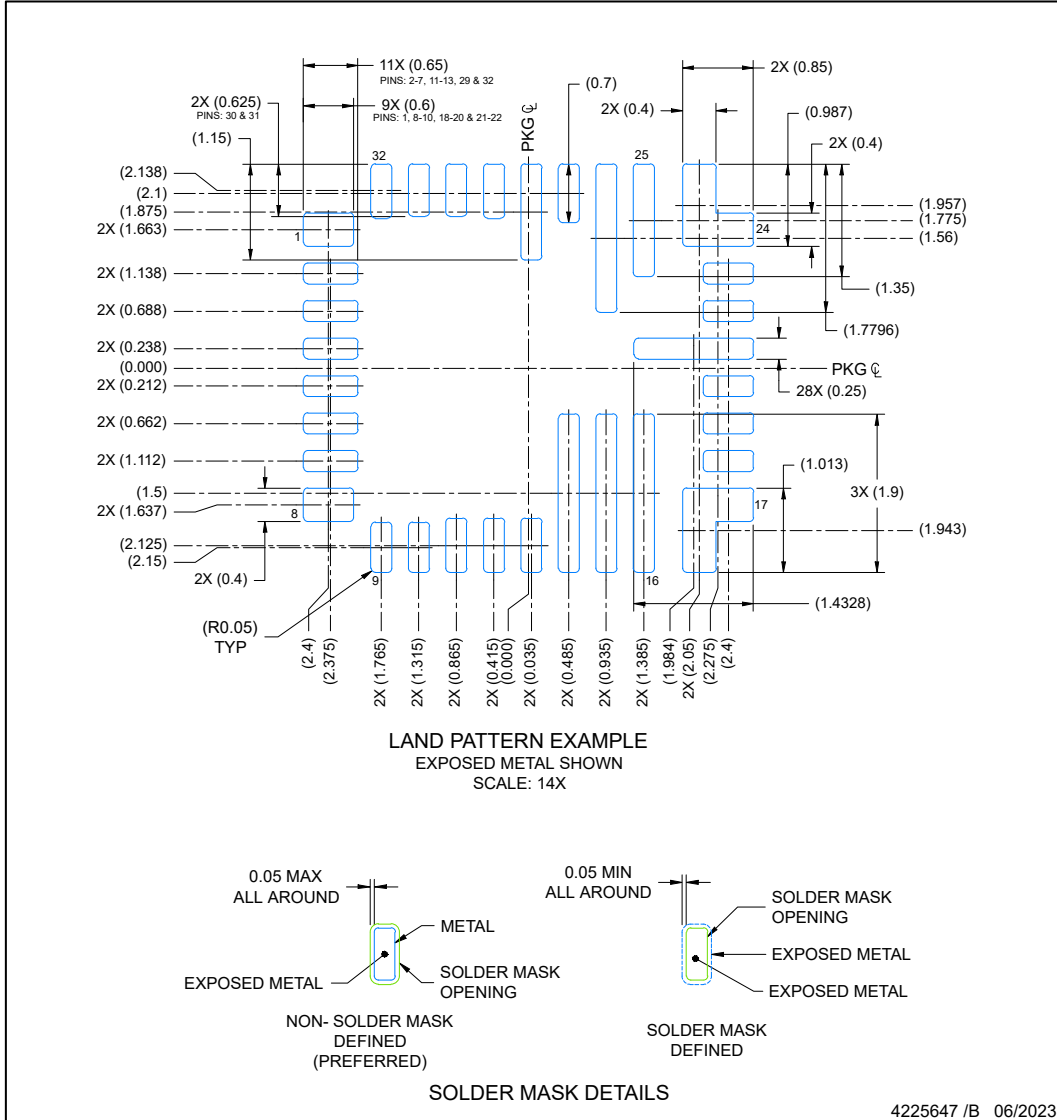 11X (0.65)
PINS: 2-7, 11-13, 29 & 32
2X (0.625)
PINS: 30 & 31
9X (0.6)
PINS: 1, 8-10, 18-20 & 21-22
(1.15)
PKG ℄
(0.7)
2X (0.85)
2X (0.4)
(0.987)
2X (0.4)
32
25
(2.138)
(2.1)
(1.875)
2X (1.663)
1
24
(1.957)
(1.775)
(1.56)
2X (1.138)
(1.35)
2X (0.688)
(1.7796)
2X (0.238)
(0.000)
PKG ℄
2X (0.212)
28X (0.25)
2X (0.662)
2X (1.112)
(1.5)
(1.013)
3X (1.9)
2X (1.637)
8
17
(1.943)
(2.125)
(2.15)
2X (0.4)
9
16
(1.4328)
(R0.05)
TYP
(2.4)
(2.375)
2X (1.765)
2X (1.315)
2X (0.865)
2X (0.415)
(0.000)
2X (0.035)
2X (0.485)
2X (0.935)
2X (1.385)
(1.984)
2X (2.05)
(2.275)
(2.4)
LAND PATTERN EXAMPLE
EXPOSED METAL SHOWN
SCALE: 14X
0.05 MAX
ALL AROUND
METAL
EXPOSED METAL
SOLDER MASK
OPENING
NON- SOLDER MASK
DEFINED
(PREFERRED)
0.05 MIN
ALL AROUND
SOLDER MASK
OPENING
EXPOSED METAL
EXPOSED METAL
SOLDER MASK
DEFINED
SOLDER MASK DETAILS
4225647 /B 06/2023